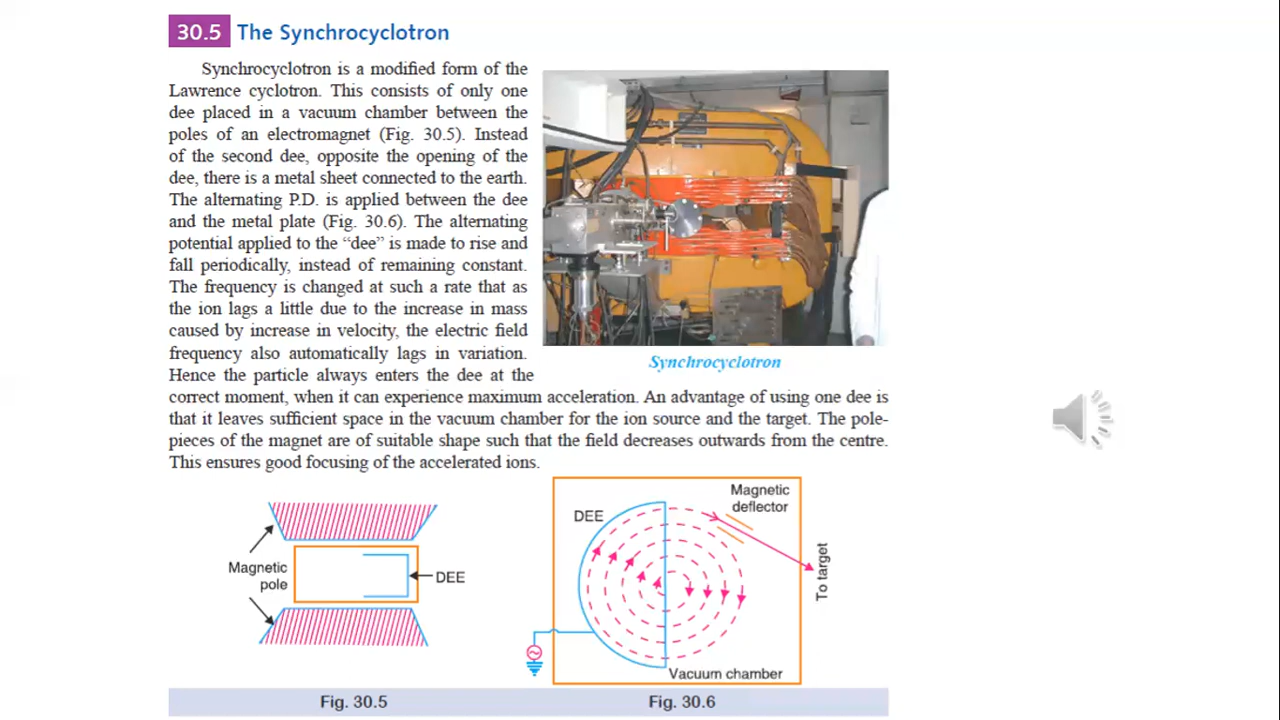 30.5 The Synchrocyclotron
Synchrocyclotron is a modified form of the
Lawrence cyclotron. This consists of only one
dee placed in a vacuum chamber between the
poles of an electromagnet (Fig. 30.5). Instead
of the second dee, opposite the opening of the
dee, there is a metal sheet connected to the earth.
The alternating P.D. is applied between the dee
and the metal plate (Fig. 30.6). The alternating
potential applied to the “dee” is made to rise and
fall periodically, instead of remaining constant.
The frequency is changed at such a rate that as
the ion lags a little due to the increase in mass
caused by increase in velocity, the electric field
frequency also automatically lags in variation.
Hence the particle always enters the dee at the
correct moment, when it can experience maximum acceleration. An advantage of using one dee is
that it leaves sufficient space in the vacuum chamber for the ion source and the target. The pole-
pieces of the magnet are of suitable shape such that the field decreases outwards from the centre.
This ensures good focusing of the accelerated ions.
Synchrocyclotron
Magnetic
pole
DEE
Fig. 30.5
DEE
Magnetic
deflector
To target
Vacuum chamber
Fig. 30.6